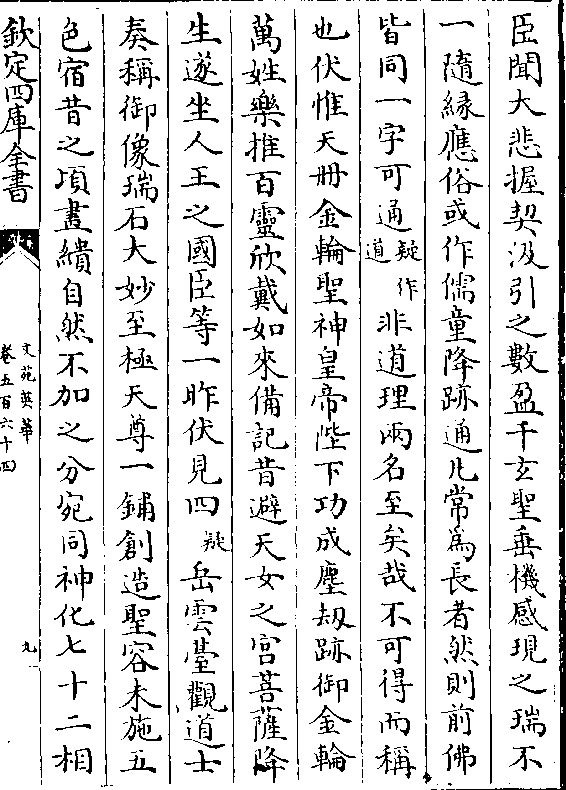 臣聞大悲握契汲引之數盈千玄聖垂機感現之瑞不
一隨緣應俗或作儒童降跡通凡常為長者然則前佛
皆同一字可通疑作道非道理兩名至矣哉不可得而稱
也伏惟天冊金輪聖神皇帝陛下功成塵刼跡御金輪
萬姓樂推百靈欣戴如來備記昔避天女之宮菩薩降
生遂坐人王之國臣等一昨伏見四疑岳雲臺觀道士
奏稱御像瑞石大妙至極天尊一鋪創造聖容未施五
色宿昔之項畫繢自然不加之分宛同神化七十二相
欽定四庫全書
文苑英華
卷五百六十四
九